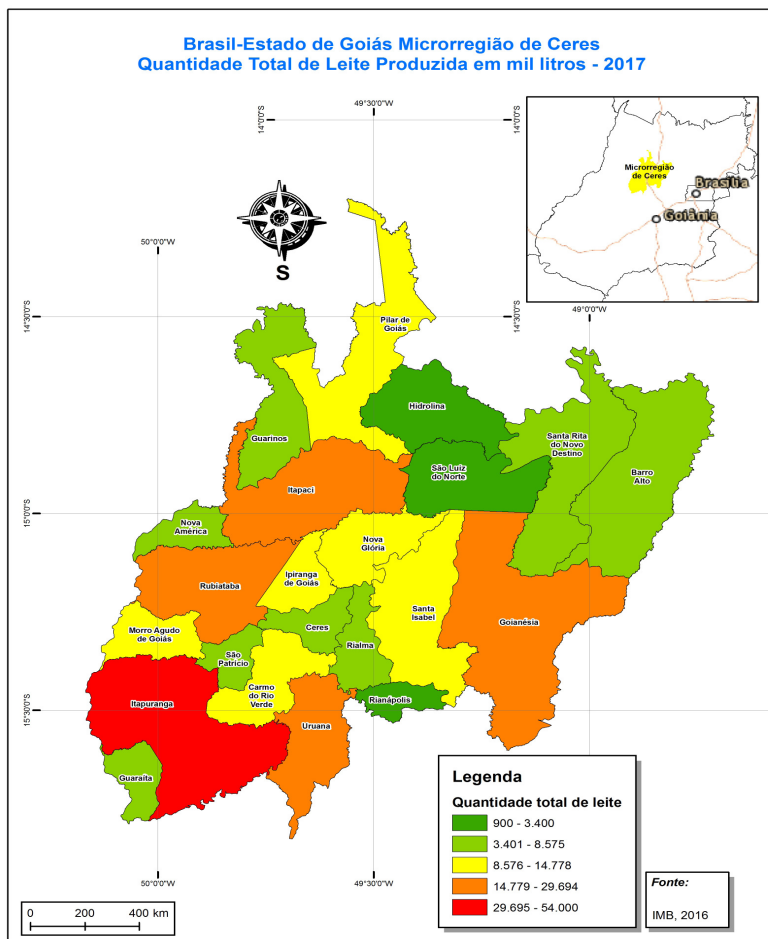 Brasil-Estado de Goiás Microrregião de Ceres
Quantidade Total de Leite Produzida em mil litros - 2017
49°30'0"W
14°0'0"S
14°0'0"S
Microrregião
de Ceres
Brasília
Goiânia
S
50°0'0"W
14°30'0"S
14°30'0"S
49°0'0"W
Pilar de
Goiás
Hidrolina
Guarinos
Santa Rita
do Novo
Destino
São Luiz
do Norte
Barro
Alto
Itapaci
15°0'0"S
15°0'0"S
Nova
América
Nova
Glória
Ipiranga
de Goiás
Rubiataba
Santa
Isabel
Goianésia
Morro Agudo
de Goiás
Ceres
Rialma
São
Patrício
Carmo
do Rio
Verde
Itapuranga
Rianápolis
15°30'0"S
15°30'0"S
Uruana
Guaraíta
50°0'0"W
49°30'0"W
Legenda
Quantidade total de leite
900 - 3.400
3.401 - 8.575
8.576 - 14.778
14.779 - 29.694
29.695 - 54.000
Fonte:
IMB, 2016
0 200 400 km